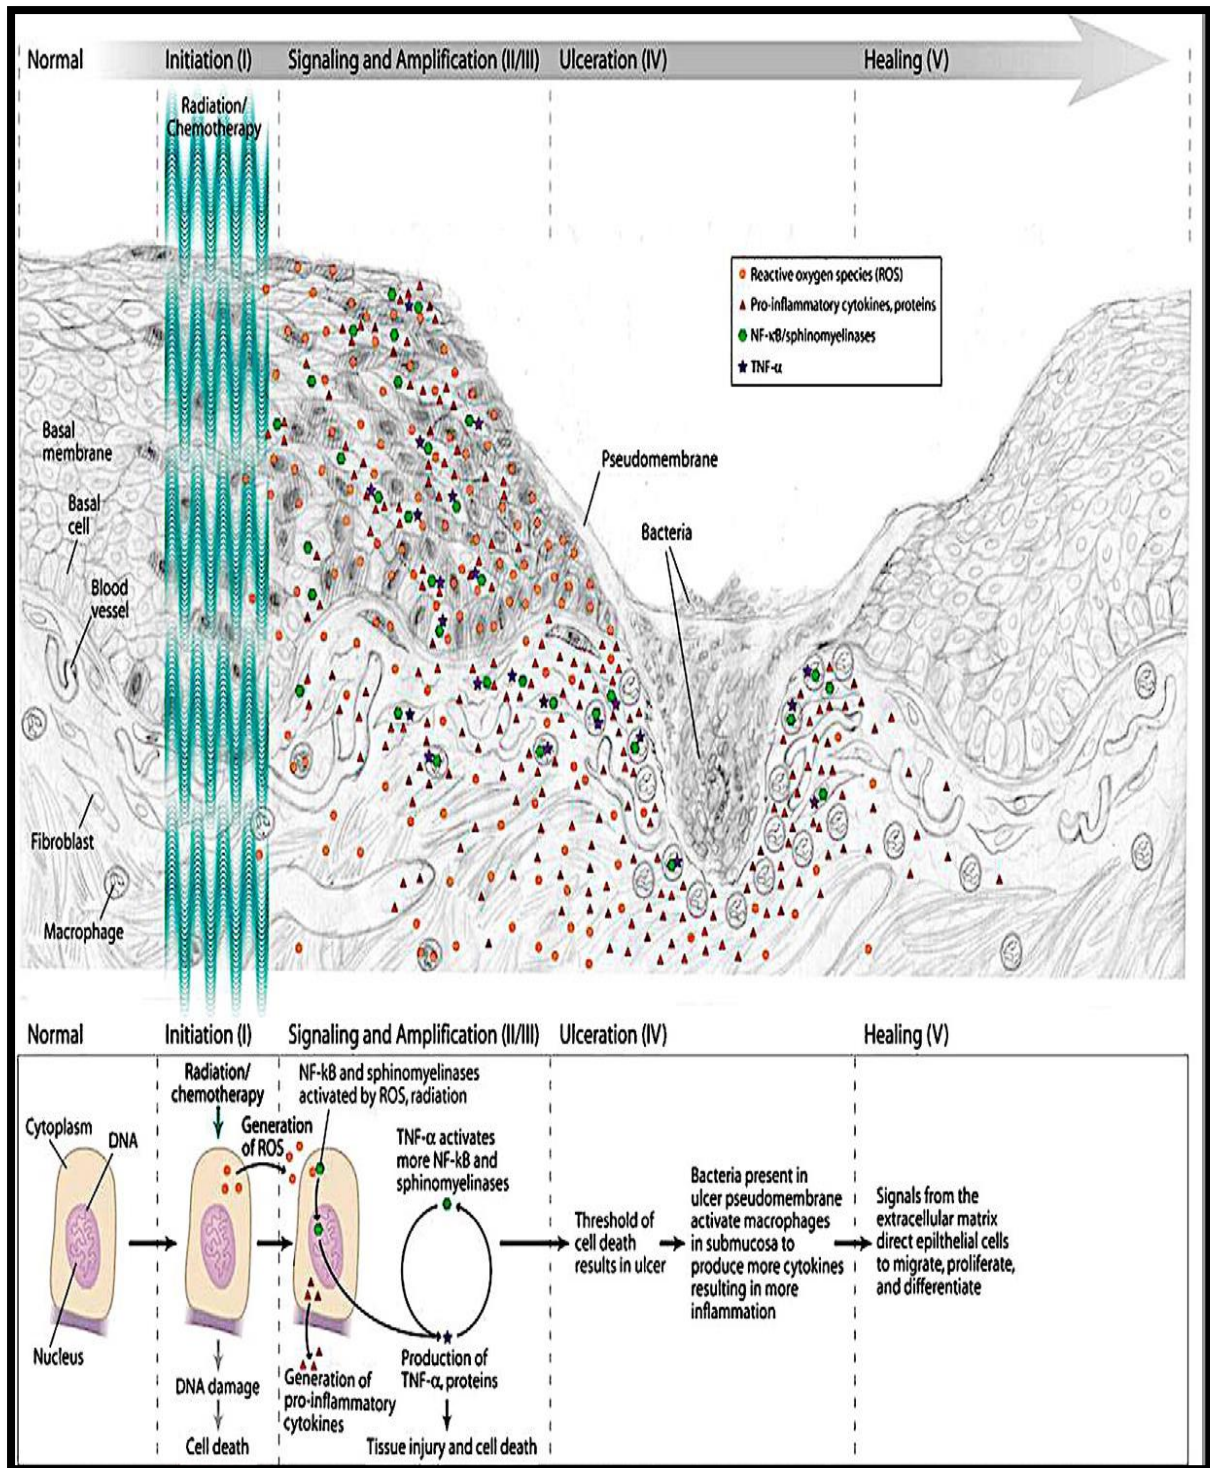 Normal
Initiation (I)
Signaling and Amplification (II/III)
Ulceration (IV)
Healing (V)
Radiation/
Chemotherapy
Reactive oxygen species (ROS)
Pro-inflammatory cytokines, proteins
NF-κB/sphinomyelinases
TNF-α
Basal
membrane
Pseudomembrane
Basal
cell
Bacteria
Blood
vessel
Fibroblast
Macrophage
Normal
Initiation (I)
Signaling and Amplification (II/III)
Ulceration (IV)
Healing (V)
Cytoplasm
DNA
Nucleus
Radiation/
chemotherapy
Generation
of ROS
DNA damage
Cell death
NF-kB and sphinomyelinases
activated by ROS, radiation
TNF-α activates
more NF-kB and
sphinomyelinases
Generation of
pro-inflammatory
cytokines
Production of
TNF-α, proteins
Tissue injury and cell death
Threshold of
cell death
results in ulcer
Bacteria present in
ulcer pseudomembrane
activate macrophages
in submucosa to
produce more cytokines
resulting in more
inflammation
Signals from the
extracellular matrix
direct epilthelial cells
to migrate, proliferate,
and differentiate